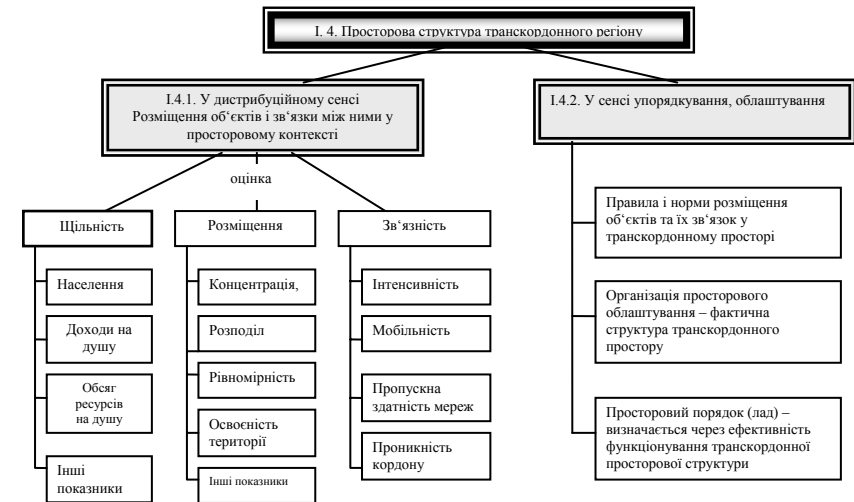 І. 4. Просторова структура транскордонного регіону
І.4.1. У дистрибуційному сенсі
Розміщення об‘єктів і зв‘язки між ними у
просторовому контексті
І.4.2. У сенсі упорядкування, облаштування
оцінка
Щільність
Населення
Доходи на
душу
Обсяг
ресурсів
на душу
Інші
показники
Розміщення
Концентрація,
Розподіл
Рівномірність
Освоєність
території
Інші показники
Зв‘язність
Інтенсивність
Мобільність
Пропускна
здатність мереж
Проникність
кордону
Правила і норми розміщення
об‘єктів та їх зв‘язок у
транскордонному просторі
Організація просторового
облаштування – фактична
структура транскордонного
простору
Просторовий порядок (лад) –
визначається через ефективність
функціонування транскордонної
просторової структури